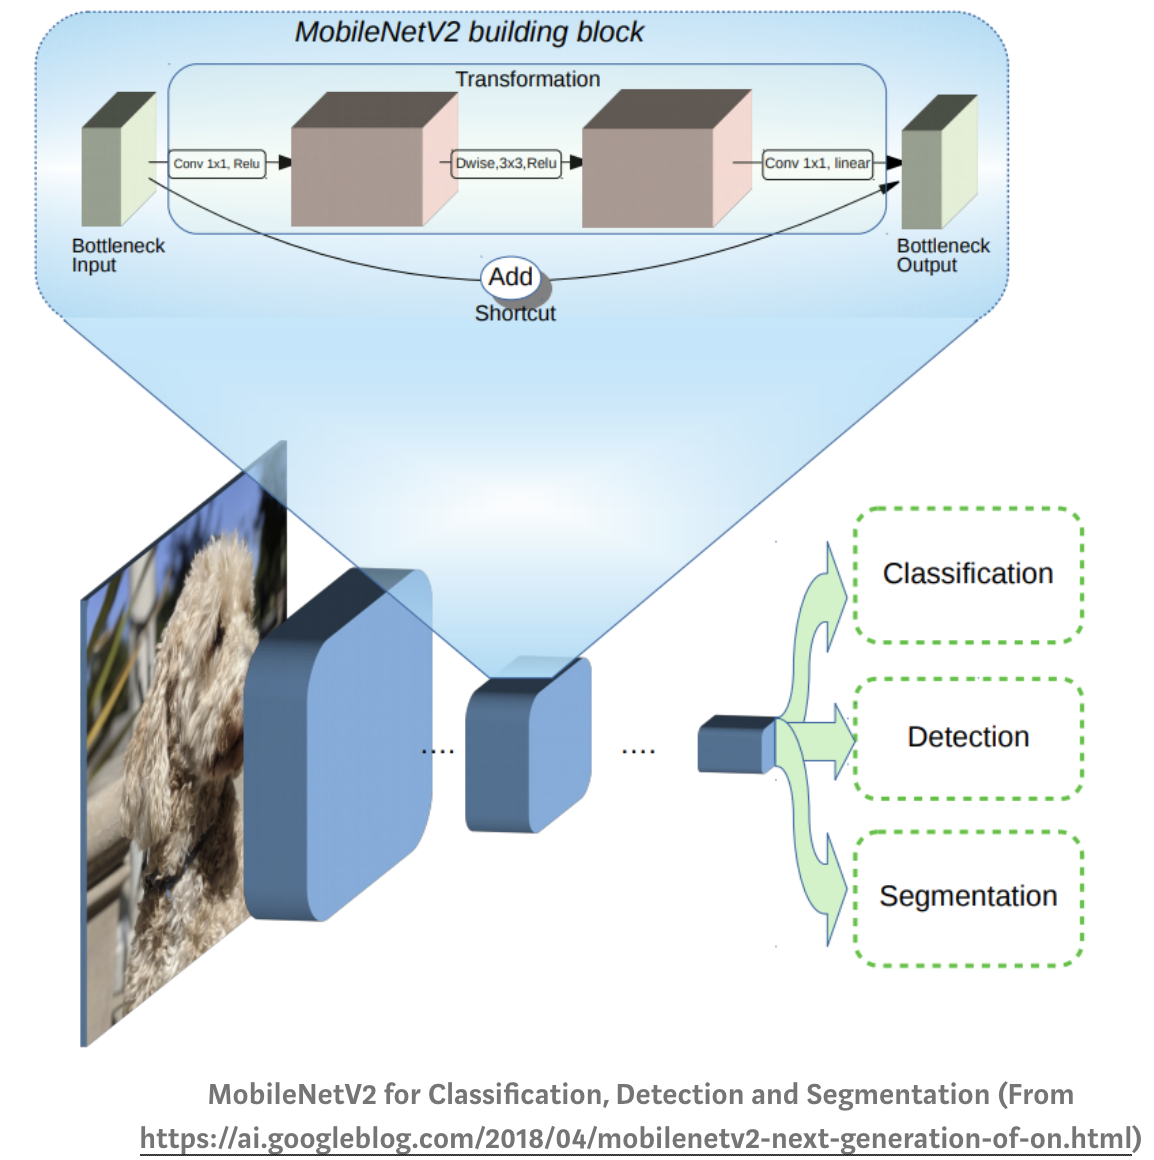 MobileNetV2 building block
Transformation
Conv 1x1, Relu
Dwise,3x3,Relu
Conv 1x1, linear
Bottleneck
Input
Bottleneck
Output
Add
Shortcut
....
....
Classification
Detection
Segmentation
MobileNetV2 for Classification, Detection and Segmentation (From
https://ai.googleblog.com/2018/04/mobilenetv2-next-generation-of-on.html)